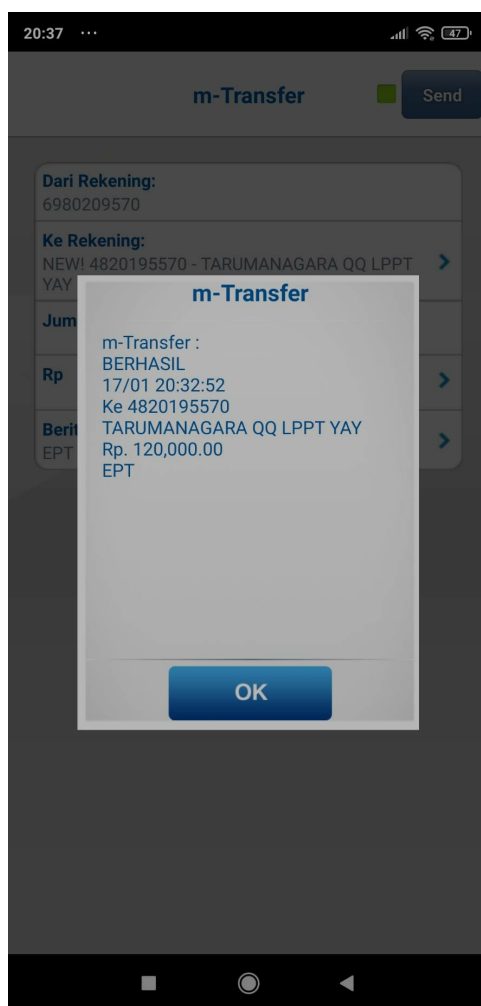 20:37 ...
47
m-Transfer
Send
Dari Rekening:
6980209570
Ke Rekening:
NEW! 4820195570 - TARUMANAGARA QQ LPPT
YAY
Jum
Rp
Berit
EPT
m-Transfer
m-Transfer :
BERHASIL
17/01 20:32:52
Ke 4820195570
TARUMANAGARA QQ LPPT YAY
Rp. 120,000.00
EPT
OK